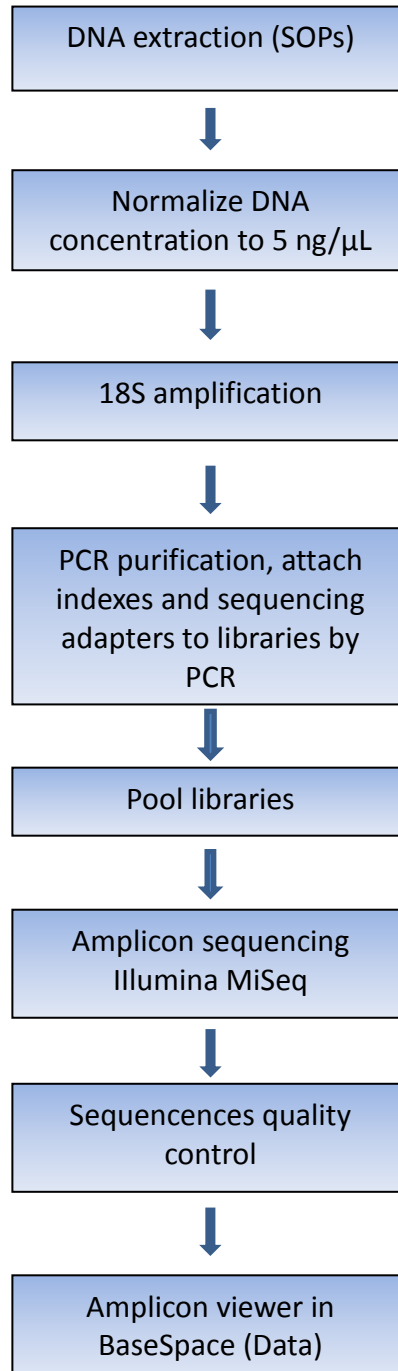 DNA extraction (SOPs)
Normalize DNA
concentration to 5 ng/µL
18S amplification
PCR purification, attach
indexes and sequencing
adapters to libraries by
PCR
Pool libraries
Amplicon sequencing
IIlumina MiSeq
Sequencences quality
control
Amplicon viewer in
BaseSpace (Data)